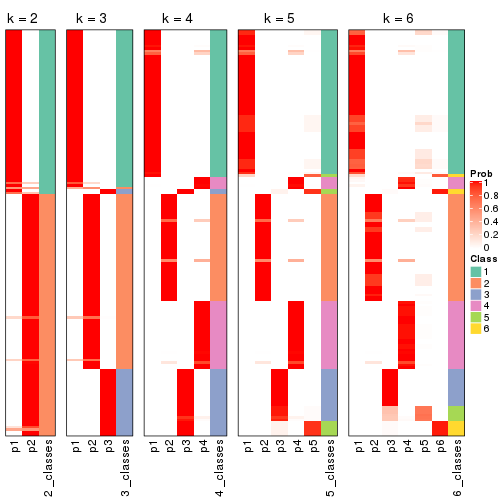 k = 2
k = 3
k = 4
k = 5
k = 6
Prob
1
0.8
0.6
0.4
0.2
0
Class
1
2
3
4
5
6
p1
p2
2_classes
p1
p2
p3
3_classes
p1
p2
p3
p4
4_classes
p1
p2
p3
p4
p5
5_classes
p1
p2
p3
p4
p5
p6
6_classes